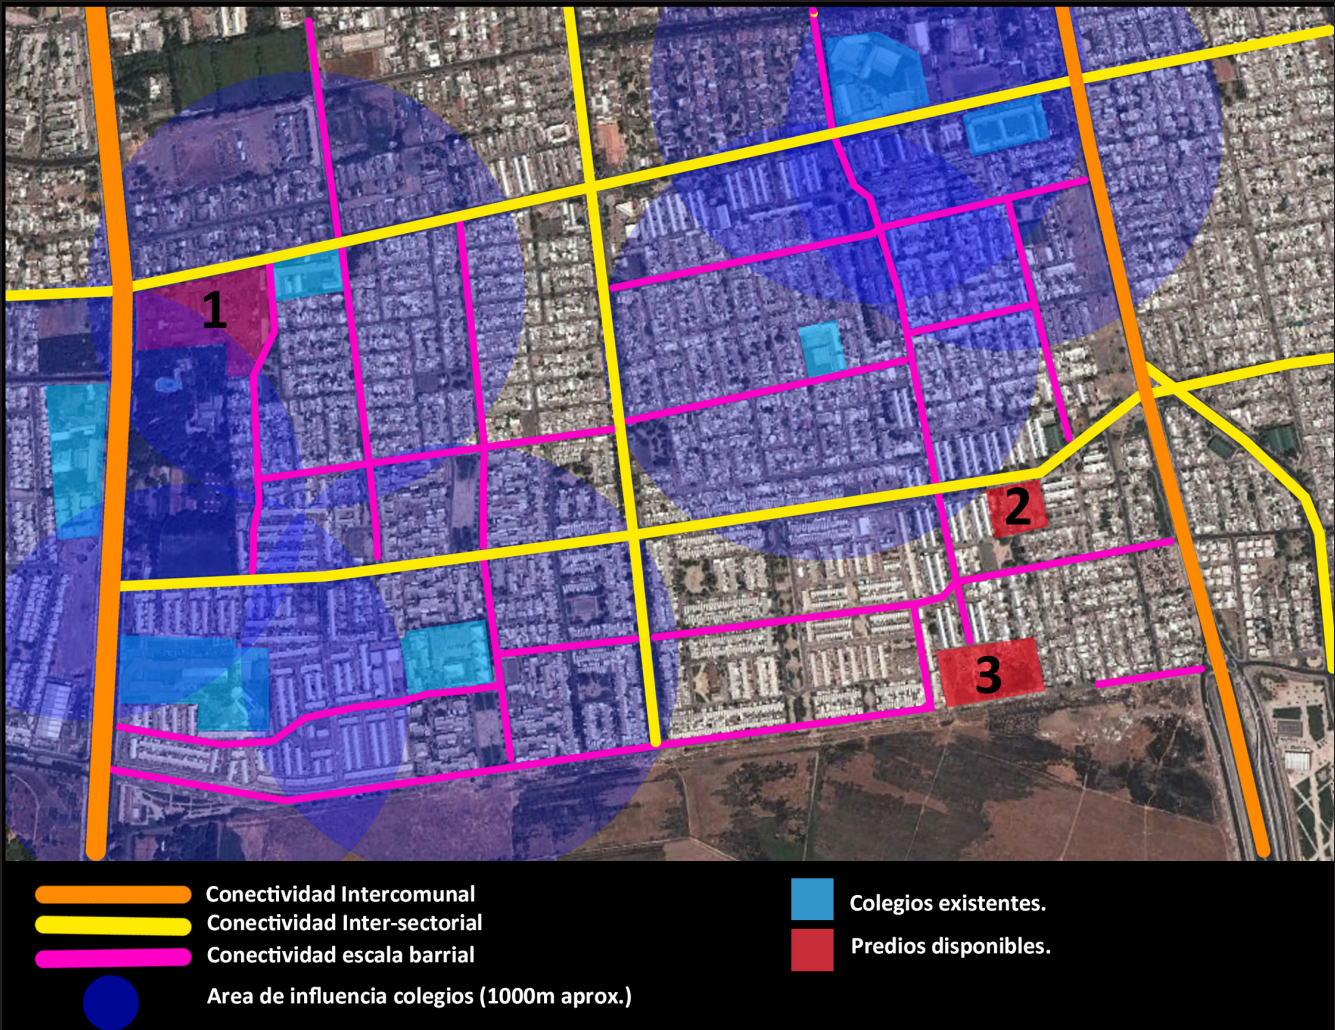 1
2
3
Conectividad Intercomunal
Conectividad Inter-sectorial
Conectividad escala barrial
Area de influencia colegios (1000m aprox.)
Colegios existentes.
Predios disponibles.